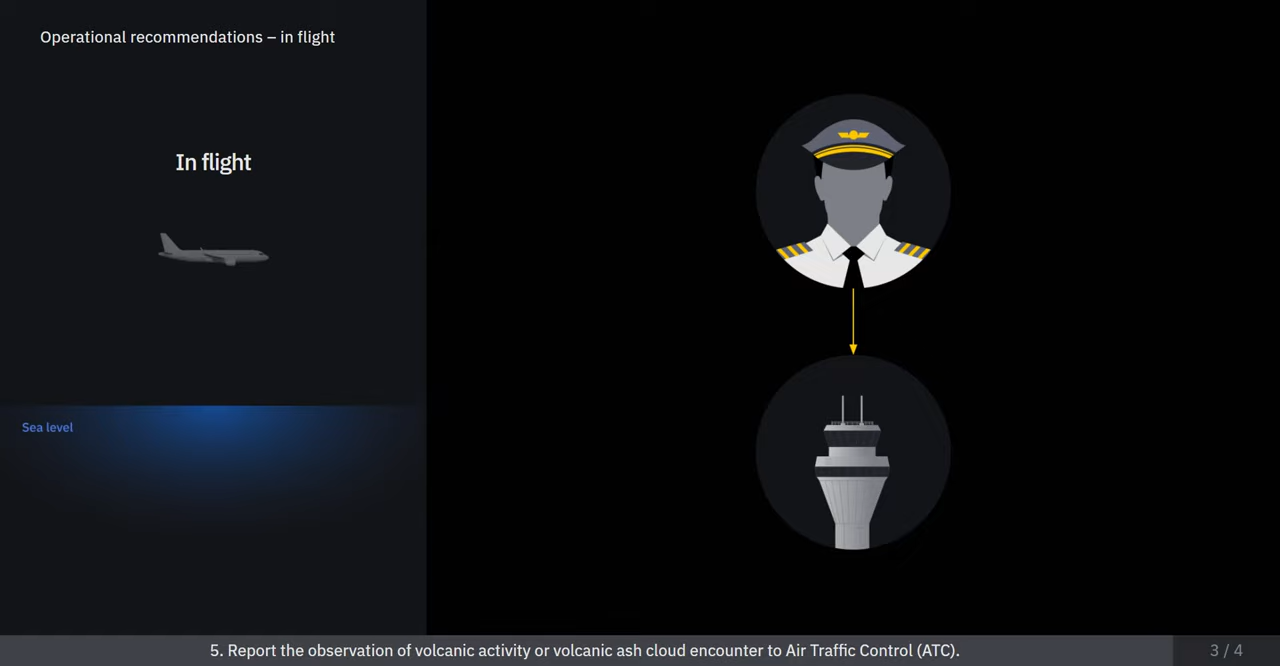 Operational recommendations – in flight
In flight
Sea level
5. Report the observation of volcanic activity or volcanic ash cloud encounter to Air Traffic Control (ATC).
3 / 4